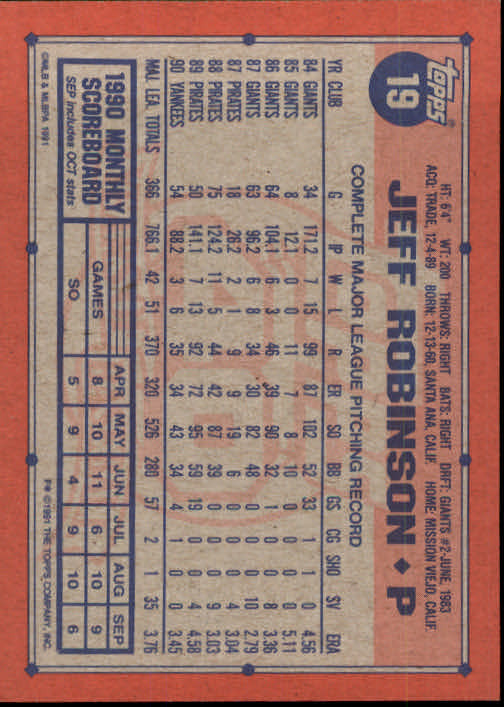 TOPPS
19
JEFF ROBINSON ♦ P
HT: 6'4" WT: 200 THROWS: RIGHT BATS: RIGHT DRFT: GIANTS #2-JUNE, 1983
ACQ: TRADE, 12-4-89 BORN: 12-13-60, SANTA ANA, CALIF. HOME: MISSION VIEJO, CALIF.
COMPLETE MAJOR LEAGUE PITCHING RECORD
YR CLUB G IP W L R ER SO BB GS CG SHO SV ERA
84 GIANTS 34 171.2 7 15 99 87 102 52 33 1 1 0 4.56
85 GIANTS 8 12.1 0 0 11 7 8 10 0 0 0 0 5.11
86 GIANTS 64 104.1 6 3 46 39 90 32 1 0 0 8 3.36
87 GIANTS 63 96.2 6 8 34 30 82 48 0 0 0 10 2.79
87 PIRATES 18 26.2 2 1 9 9 19 6 0 0 0 4 3.04
88 PIRATES 75 124.2 11 5 44 42 87 39 0 0 0 9 3.03
89 PIRATES 50 141.1 7 13 92 72 95 59 19 0 0 4 4.58
90 YANKEES 54 88.2 3 6 35 34 43 34 4 1 0 0 3.45
MAJ. LEA. TOTALS 366 766.1 42 51 370 320 526 280 57 2 1 35 3.76
1990 MONTHLY
SCOREBOARD
SEP includes OCT stats
APR MAY JUN JUL AUG SEP
GAMES 8 10 11 6 10 9
SO 5 9 4 9 10 6
©MLB & MLBPA 1991
F* ©1991 THE TOPPS COMPANY, INC.